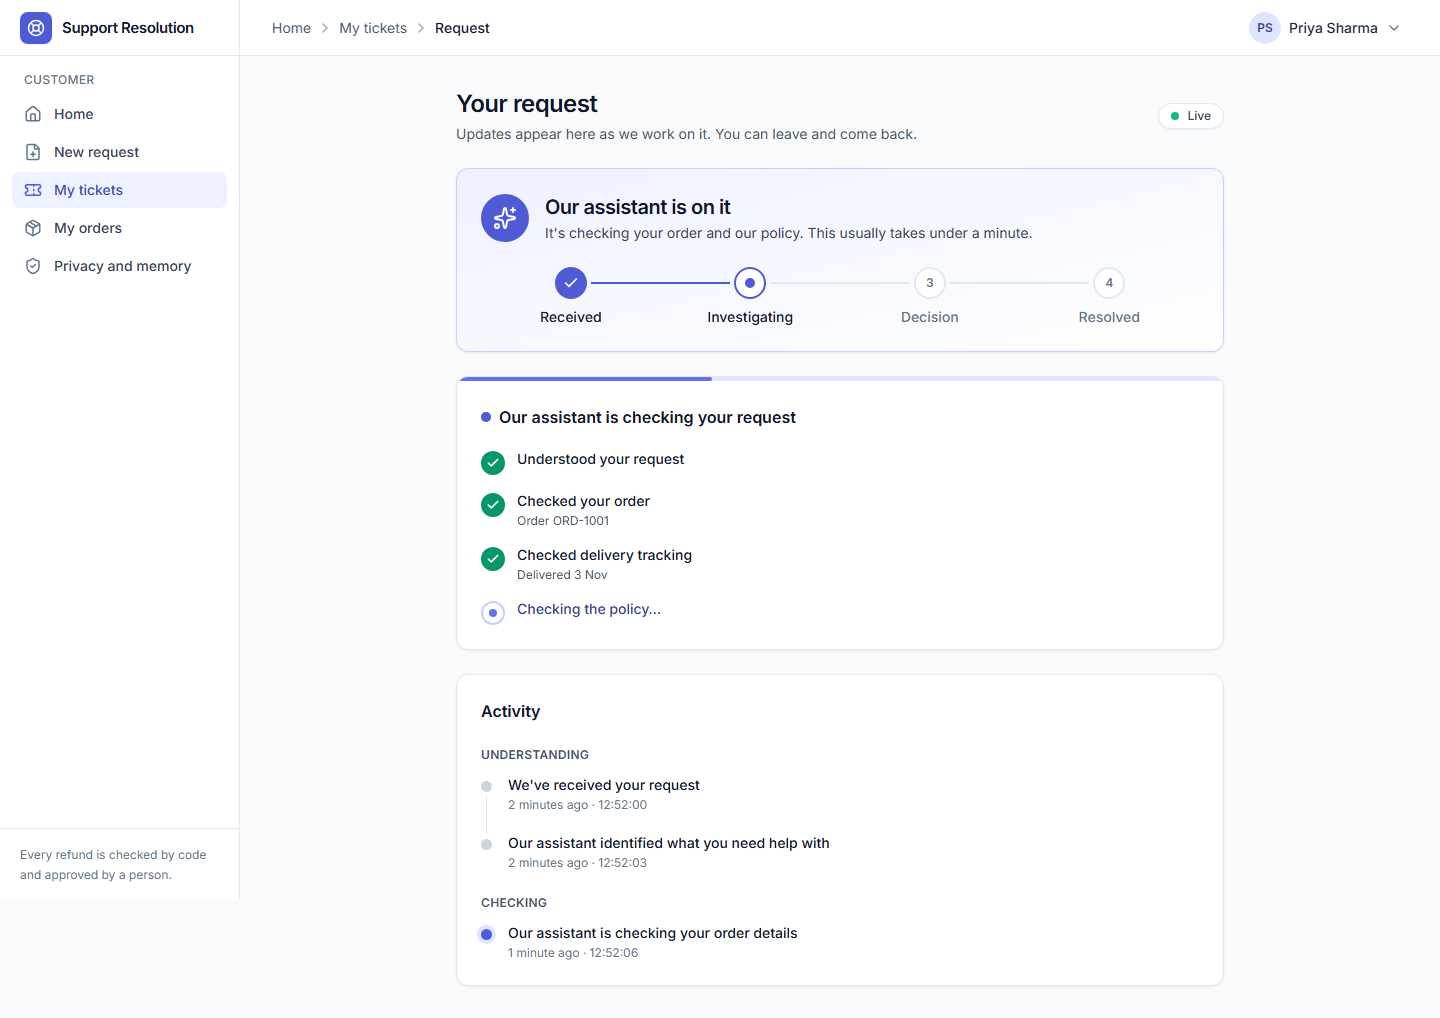 Support Resolution
Home
My tickets
Request
PS
Priya Sharma
CUSTOMER
Home
New request
My tickets
My orders
Privacy and memory
Every refund is checked by code
and approved by a person.
Your request
Updates appear here as we work on it. You can leave and come back.
Live
Our assistant is on it
It's checking your order and our policy. This usually takes under a minute.
3
4
Received
Investigating
Decision
Resolved
Our assistant is checking your request
Understood your request
Checked your order
Order ORD-1001
Checked delivery tracking
Delivered 3 Nov
Checking the policy...
Activity
UNDERSTANDING
We've received your request
2 minutes ago · 12:52:00
Our assistant identified what you need help with
2 minutes ago · 12:52:03
CHECKING
Our assistant is checking your order details
1 minute ago · 12:52:06